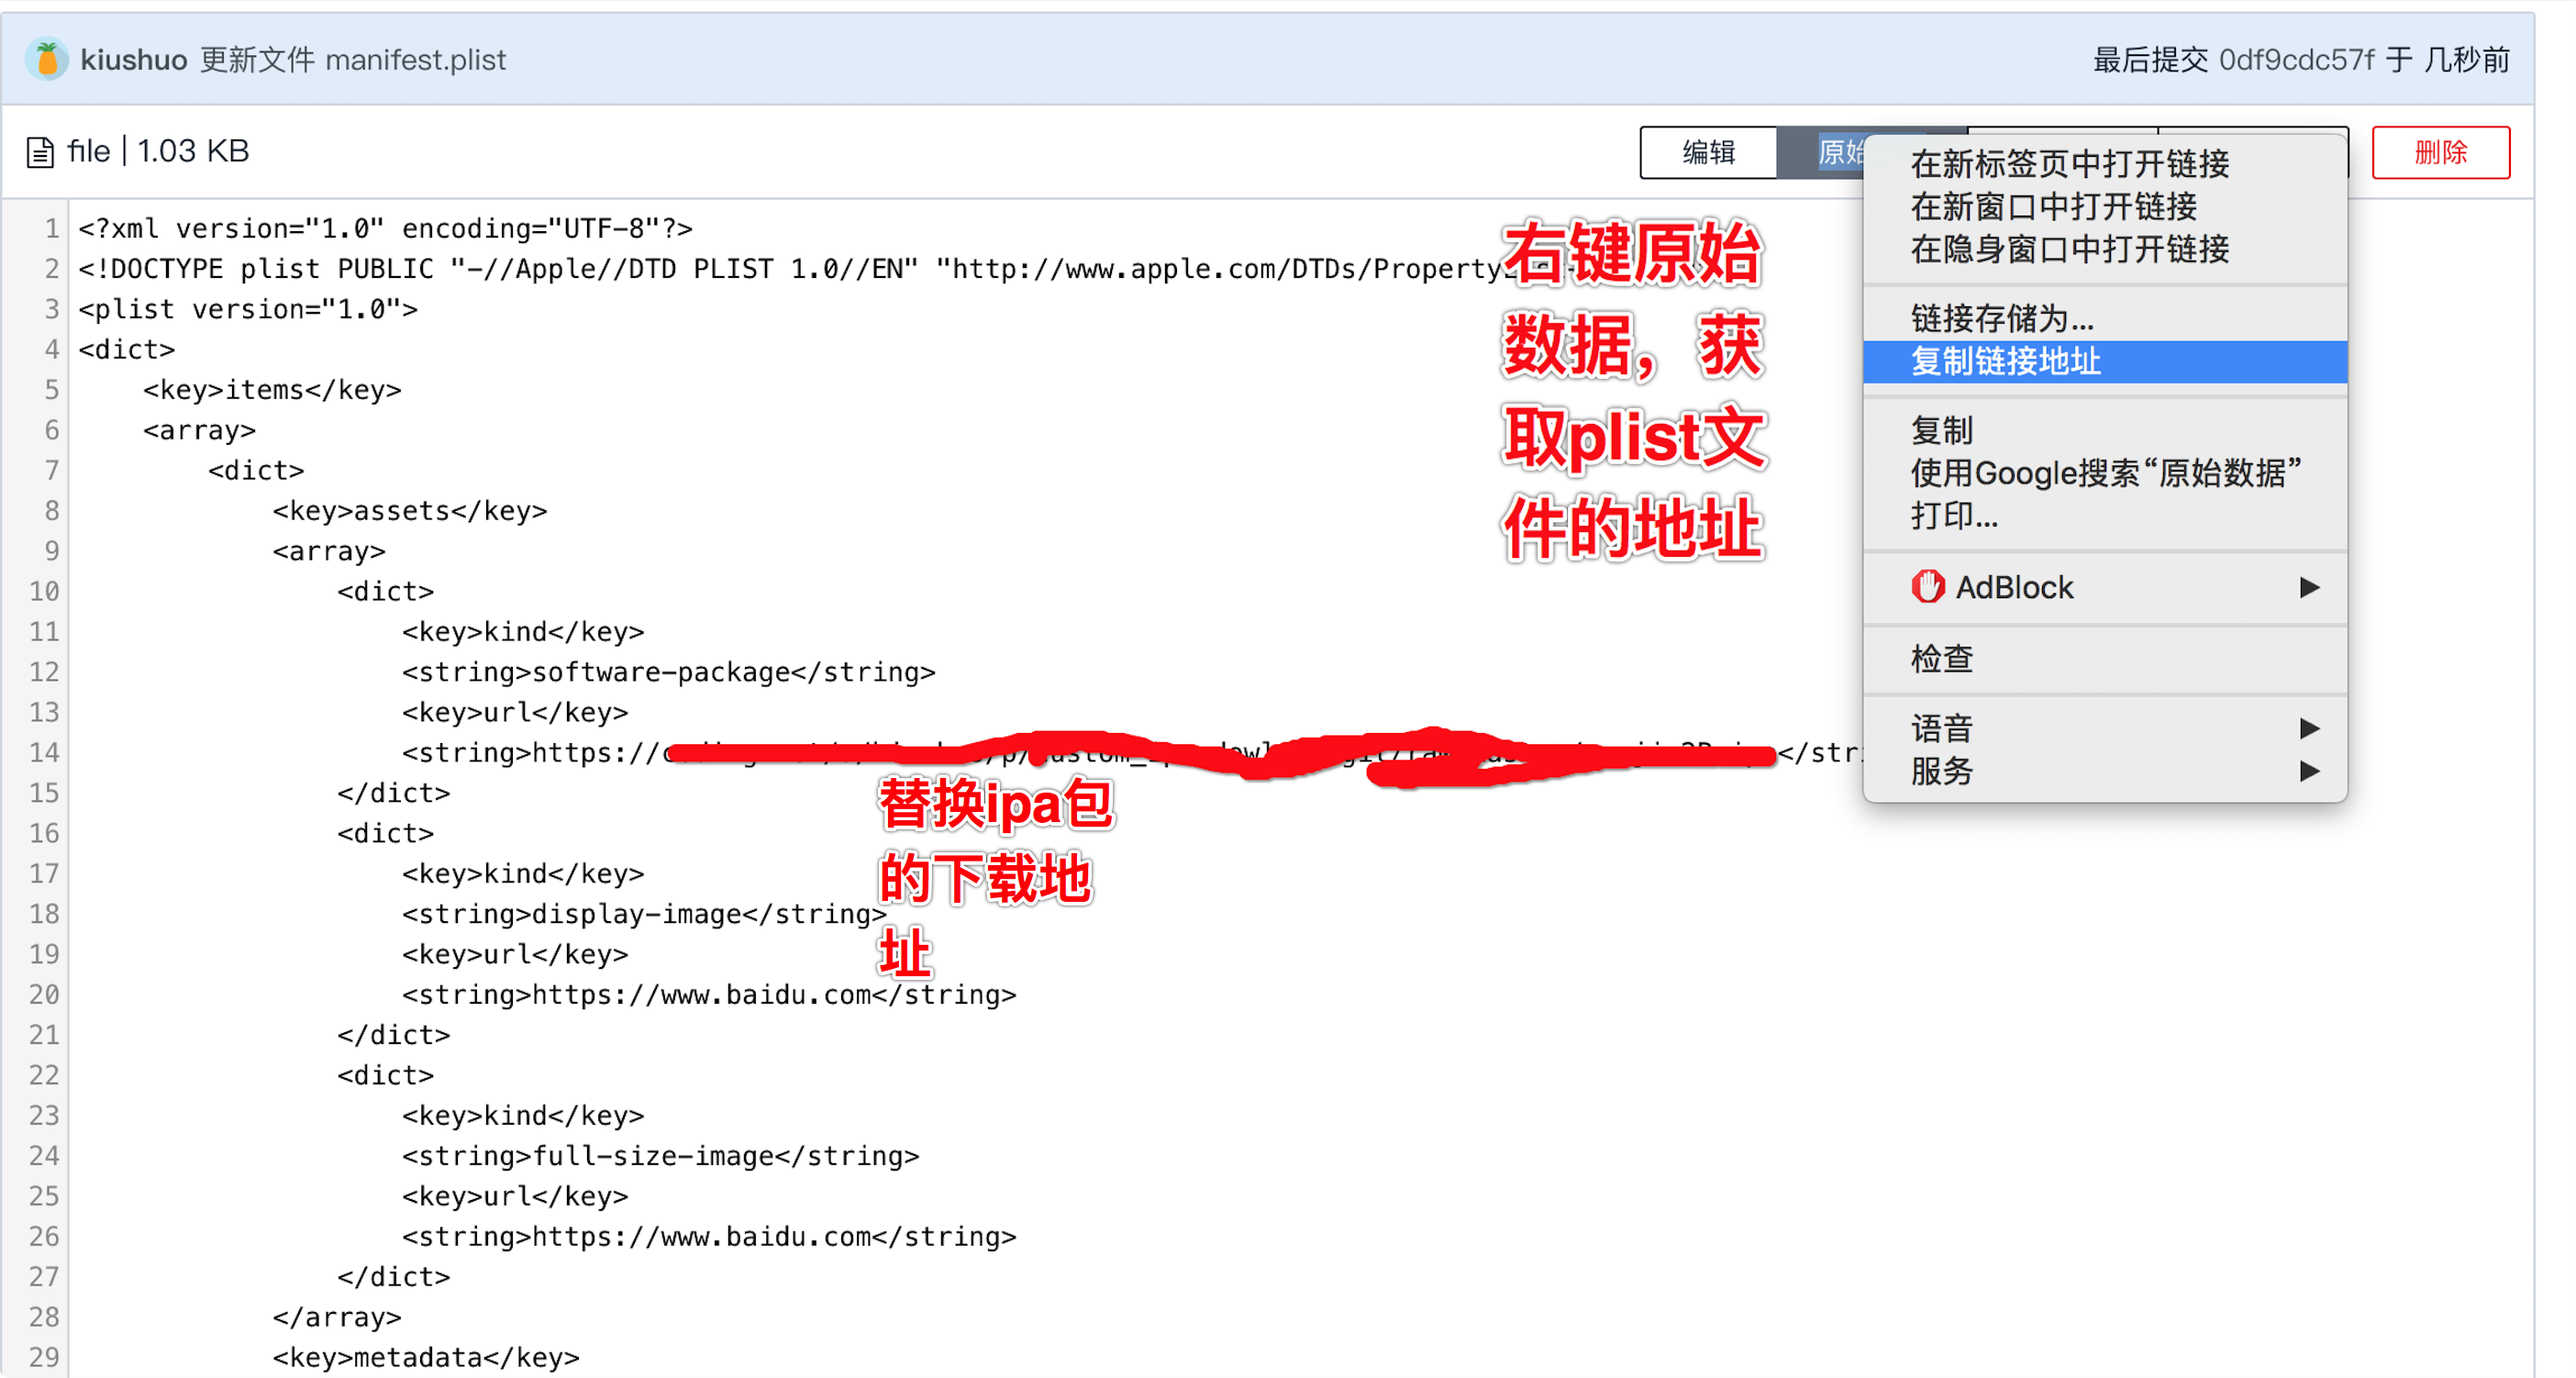 kiushuo 更新文件 manifest.plist
最后提交 0df9cdc57f 于 几秒前
file | 1.03 KB
编辑
原始
删除
1 <?xml version="1.0" encoding="UTF-8"?>
2 <!DOCTYPE plist PUBLIC "-//Apple//DTD PLIST 1.0//EN" "http://www.apple.com/DTDs/Property
3 <plist version="1.0">
4 <dict>
5 <key>items</key>
6 <array>
7 <dict>
8 <key>assets</key>
9 <array>
10 <dict>
11 <key>kind</key>
12 <string>software-package</string>
13 <key>url</key>
14 <string>https:// </stri
15 </dict>
16 <dict>
17 <key>kind</key>
18 <string>display-image</string>
19 <key>url</key>
20 <string>https://www.baidu.com</string>
21 </dict>
22 <dict>
23 <key>kind</key>
24 <string>full-size-image</string>
25 <key>url</key>
26 <string>https://www.baidu.com</string>
27 </dict>
28 </array>
29 <key>metadata</key>
右键原始
数据，获
取plist文
件的地址
替换ipa包
的下载地
址
在新标签页中打开链接
在新窗口中打开链接
在隐身窗口中打开链接
链接存储为...
复制链接地址
复制
使用Google搜索“原始数据”
打印...
AdBlock
检查
语音
服务